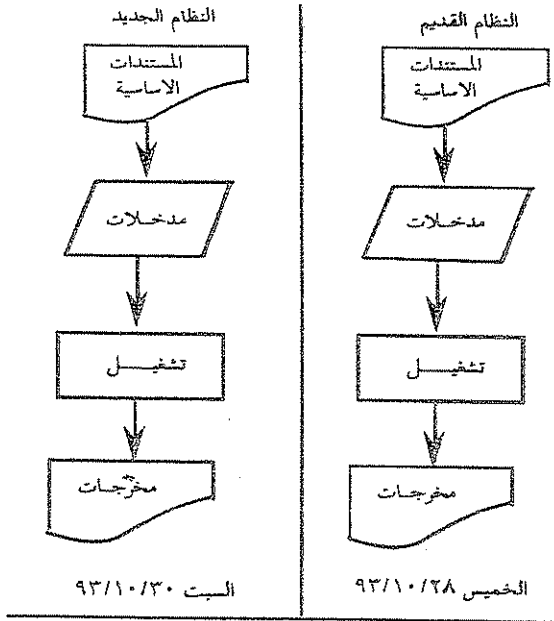 النظام القديم
المستندات
الاساسية
مدخلات
تشغيل
مخرجات
الخميس ٩٣/١٠/٢٨
النظام الجديد
المستندات
الاساسية
مدخلات
تشغيل
مخرجات
السبت ٩٣/١٠/٣٠